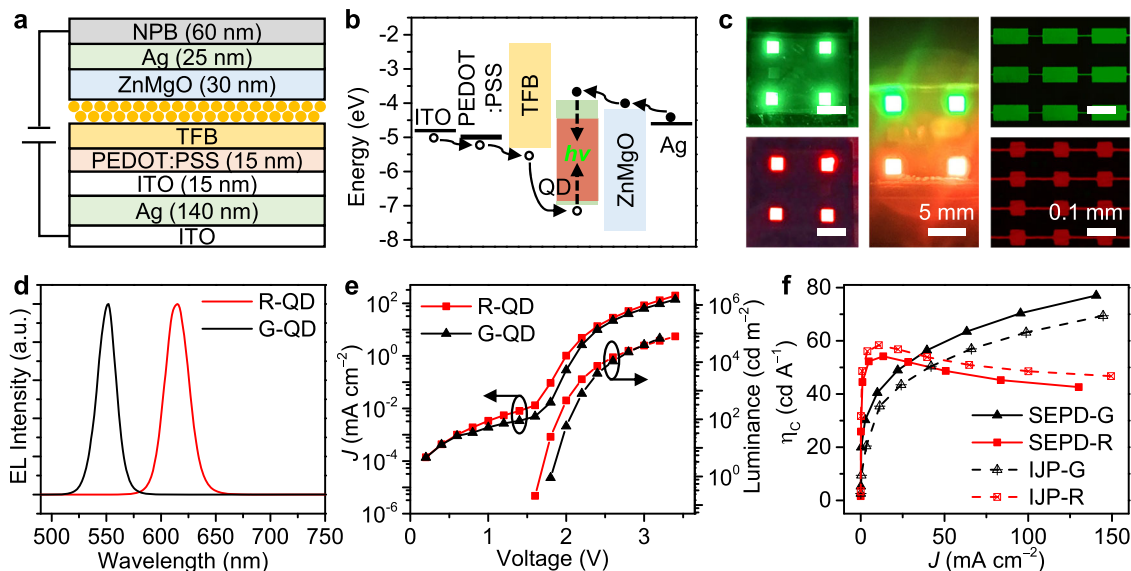 a
NPB (60 nm)
Ag (25 nm)
ZnMgO (30 nm)
TFB
PEDOT:PSS (15 nm)
ITO (15 nm)
Ag (140 nm)
ITO
b
Energy (eV)
-2
-3
-4
-5
-6
-7
-8
ITO
PEDOT
:PSS
TFB
QD
hv
ZnMgO
Ag
c
5 mm
0.1 mm
d
EL Intensity (a.u.)
R-QD
G-QD
500 550 600 650 700 750
Wavelength (nm)
e
J (mA cm⁻²)
10²
10⁰
10⁻²
10⁻⁴
10⁻⁶
R-QD
G-QD
0 1 2 3
Voltage (V)
10⁶
10⁴
10²
10⁰
Luminance (cd m⁻²)
f
ηC (cd A⁻¹)
80
60
40
20
0
SEPD-G
SEPD-R
IJP-G
IJP-R
0 50 100 150
J (mA cm⁻²)